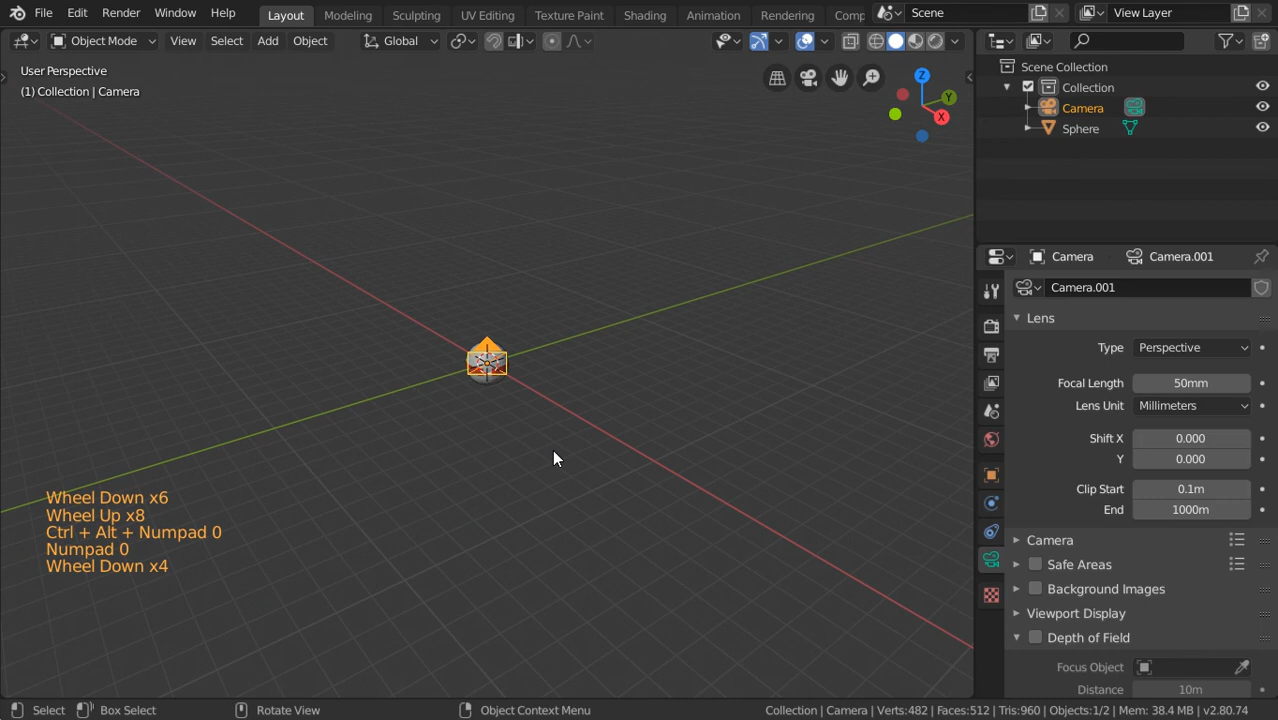 File Edit Render Window Help Layout Modeling Sculpting UV Editing Texture Paint Shading Animation Rendering Comp Scene View Layer
Object Mode View Select Add Object Global
User Perspective
(1) Collection | Camera
Z
Y
X
Wheel Down x6
Wheel Up x8
Ctrl + Alt + Numpad 0
Numpad 0
Wheel Down x4
Scene Collection
Collection
Camera
Sphere
Camera Camera.001
Camera.001
Lens
Type Perspective
Focal Length 50mm
Lens Unit Millimeters
Shift X 0.000
Y 0.000
Clip Start 0.1m
End 1000m
Camera
Safe Areas
Background Images
Viewport Display
Depth of Field
Focus Object
Distance 10m
Select Box Select Rotate View Object Context Menu Collection | Camera | Verts:482 | Faces:512 | Tris:960 | Objects:1/2 | Mem: 38.4 MB | v2.80.74